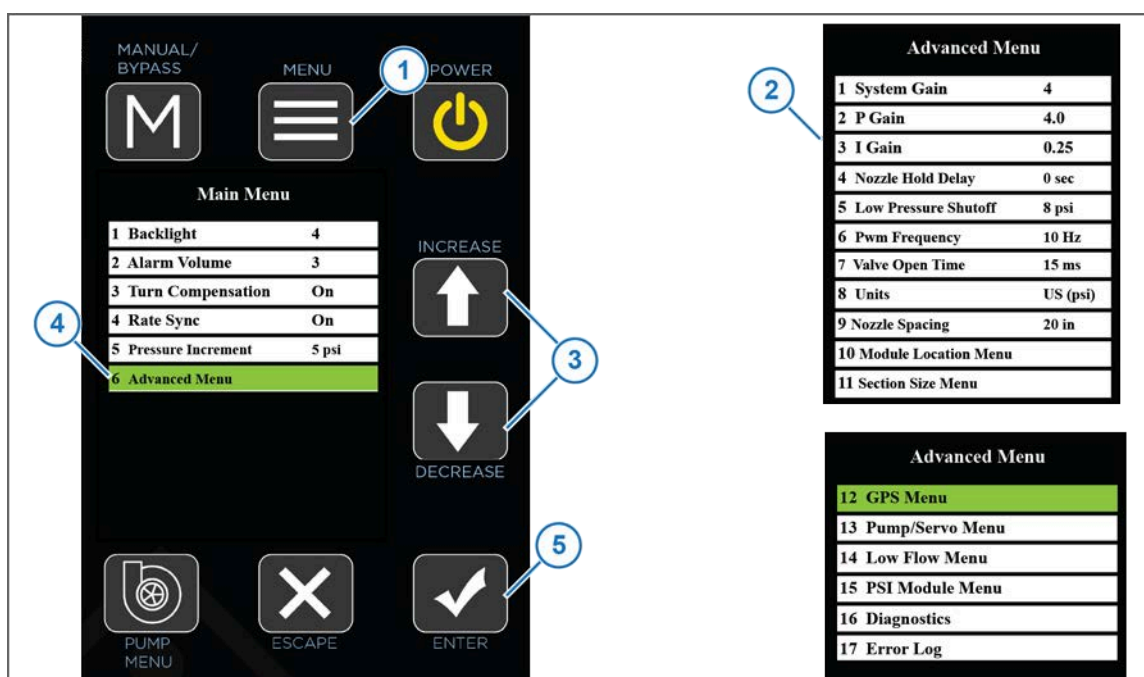 MANUAL/
BYPASS
MENU
1
POWER
M
Main Menu
1 Backlight 4
2 Alarm Volume 3
3 Turn Compensation On
4 Rate Sync On
5 Pressure Increment 5 psi
6 Advanced Menu
4
INCREASE
3
DECREASE
5
PUMP
MENU
ESCAPE
ENTER
2
Advanced Menu
1 System Gain 4
2 P Gain 4.0
3 I Gain 0.25
4 Nozzle Hold Delay 0 sec
5 Low Pressure Shutoff 8 psi
6 Pwm Frequency 10 Hz
7 Valve Open Time 15 ms
8 Units US (psi)
9 Nozzle Spacing 20 in
10 Module Location Menu
11 Section Size Menu
Advanced Menu
12 GPS Menu
13 Pump/Servo Menu
14 Low Flow Menu
15 PSI Module Menu
16 Diagnostics
17 Error Log